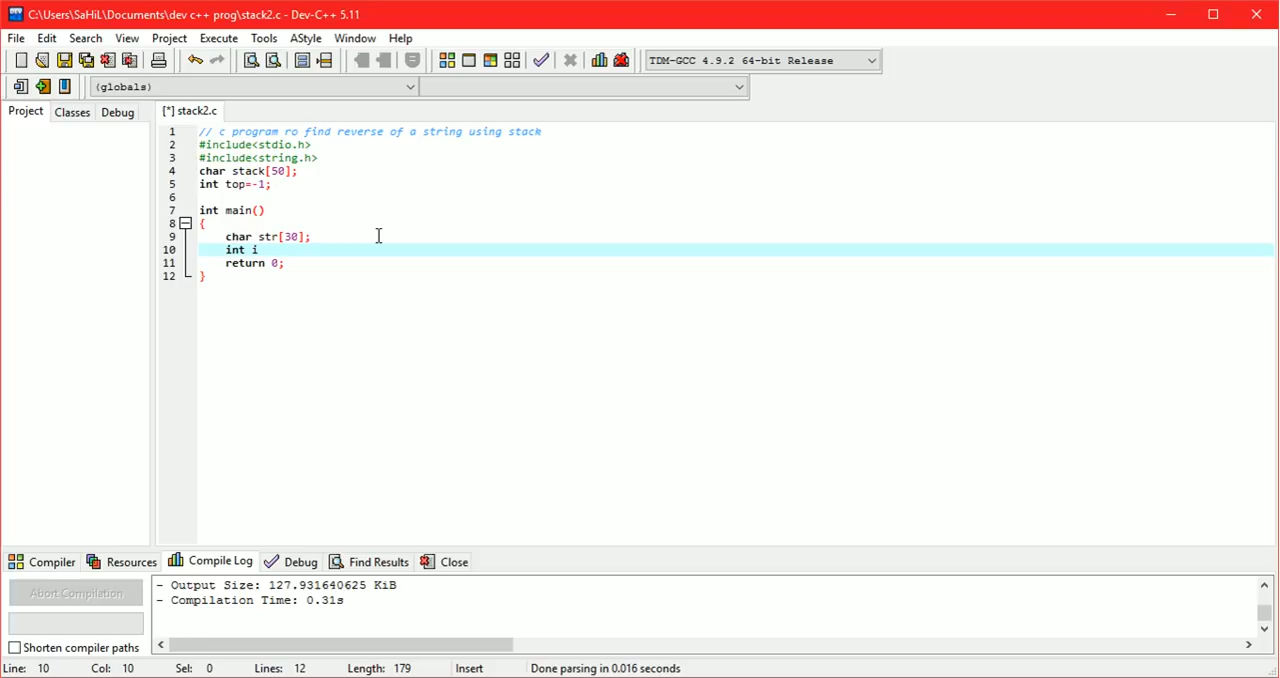 C:\Users\SaHiL\Documents\dev c++ prog\stack2.c - Dev-C++ 5.11
File Edit Search View Project Execute Tools AStyle Window Help
TDM-GCC 4.9.2 64-bit Release
(globals)
Project Classes Debug [*] stack2.c
1 // c program ro find reverse of a string using stack
2 #include<stdio.h>
3 #include<string.h>
4 char stack[50];
5 int top=-1;
6
7 int main()
8 {
9 char str[30];
10 int i
11 return 0;
12 }
Compiler Resources Compile Log Debug Find Results Close
Abort Compilation
- Output Size: 127.931640625 KiB
- Compilation Time: 0.31s
Shorten compiler paths
Line: 10 Col: 10 Sel: 0 Lines: 12 Length: 179 Insert Done parsing in 0.016 seconds